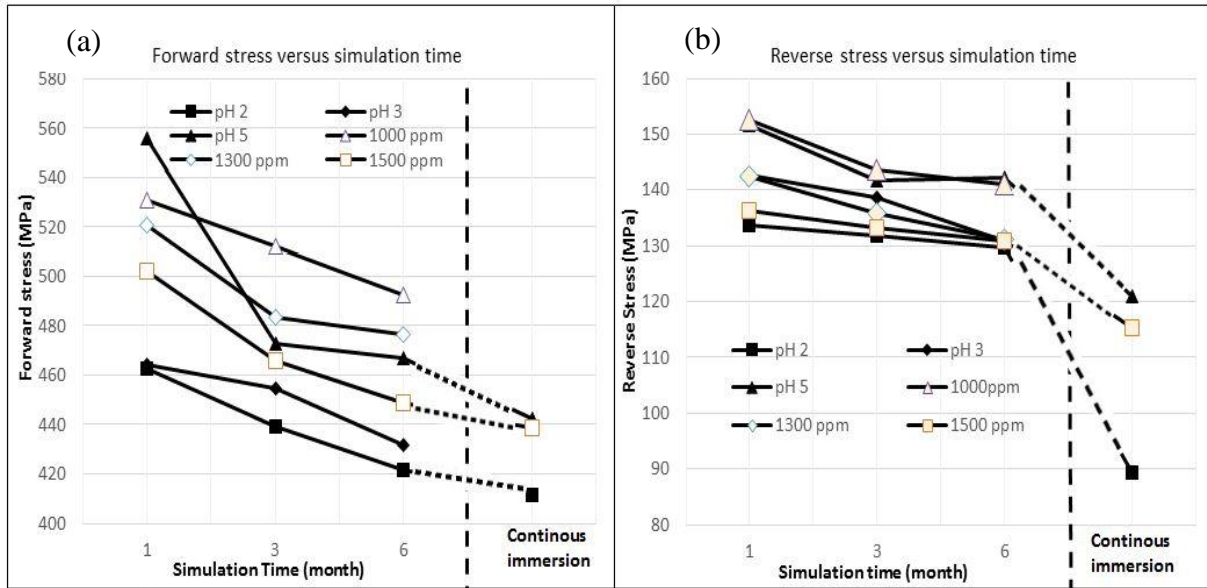 (a)
Forward stress versus simulation time
580
560
540
520
500
480
460
440
420
400
Forward stress (MPa)
pH 2 pH 3
pH 5 1000 ppm
1300 ppm 1500 ppm
1 3 6
Continous
immersion
Simulation Time (month)
(b)
Reverse stress versus simulation time
160
150
140
130
120
110
100
90
80
Reverse Stress (MPa)
pH 2 pH 3
pH 5 1000ppm
1300 ppm 1500 ppm
1 3 6
Continous
immersion
Simulation time (month)